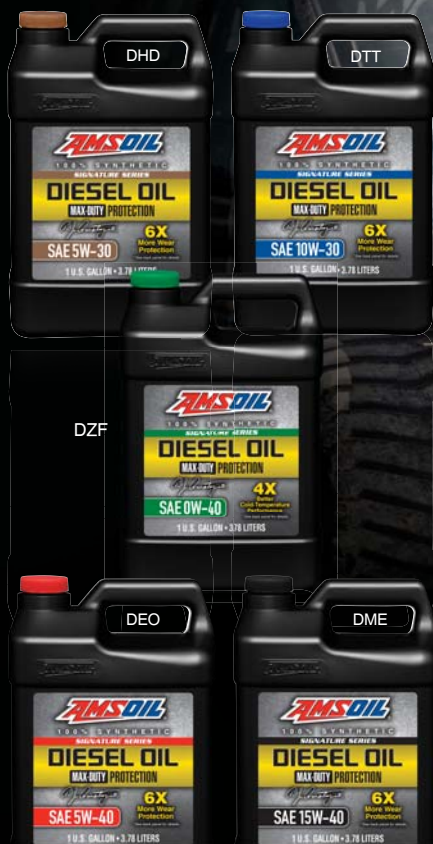 DHD
AMSOIL
100% SYNTHETIC
SIGNATURE SERIES
DIESEL OIL
MAX-DUTY PROTECTION
6X
More Wear
Protection
SAE 5W-30
1 U.S. GALLON • 3.78 LITERS
DTT
AMSOIL
100% SYNTHETIC
SIGNATURE SERIES
DIESEL OIL
MAX-DUTY PROTECTION
6X
More Wear
Protection
SAE 10W-30
1 U.S. GALLON • 3.78 LITERS
DZF
AMSOIL
100% SYNTHETIC
SIGNATURE SERIES
DIESEL OIL
MAX-DUTY PROTECTION
4X
Better
Cold-Temperature
Performance
SAE 0W-40
1 U.S. GALLON • 3.78 LITERS
DEO
AMSOIL
100% SYNTHETIC
SIGNATURE SERIES
DIESEL OIL
MAX-DUTY PROTECTION
6X
More Wear
Protection
SAE 5W-40
1 U.S. GALLON • 3.78 LITERS
DME
AMSOIL
100% SYNTHETIC
SIGNATURE SERIES
DIESEL OIL
MAX-DUTY PROTECTION
6X
More Wear
Protection
SAE 15W-40
1 U.S. GALLON • 3.78 LITERS